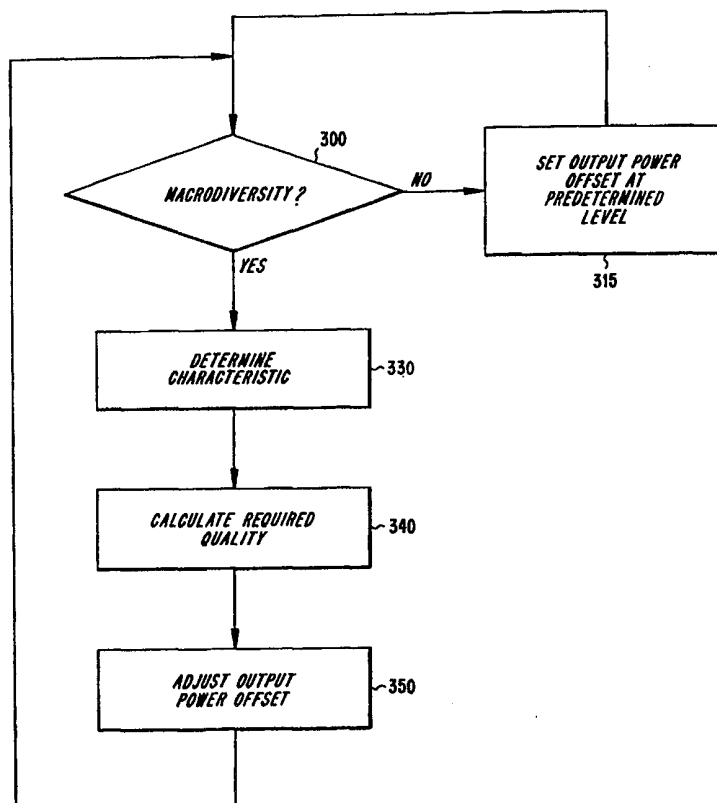 300
MACRODIVERSITY?
NO
SET OUTPUT POWER
OFFSET AT
PREDETERMINED
LEVEL
315
YES
DETERMINE
CHARACTERISTIC
330
CALCULATE REQUIRED
QUALITY
340
ADJUST OUTPUT
POWER OFFSET
350